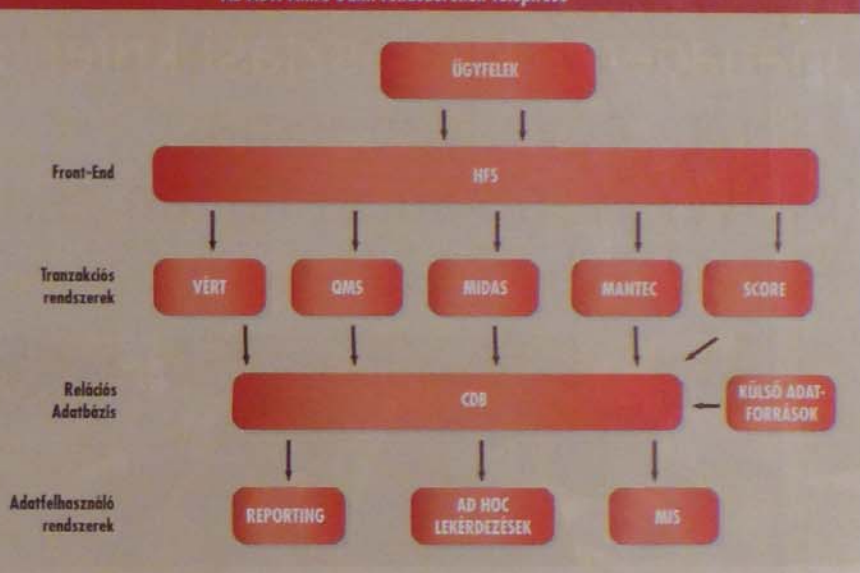 ÜGYFELEK
Front-End
HFS
Tranzakciós
rendszerek
VÉRT
QMS
MIDAS
MANTEC
SCORE
Relációs
Adatbázis
CDB
KÜLSŐ ADAT-
FORRÁSOK
Adatfelhasználó
rendszerek
REPORTING
AD HOC
LEKÉRDEZÉSEK
MIS